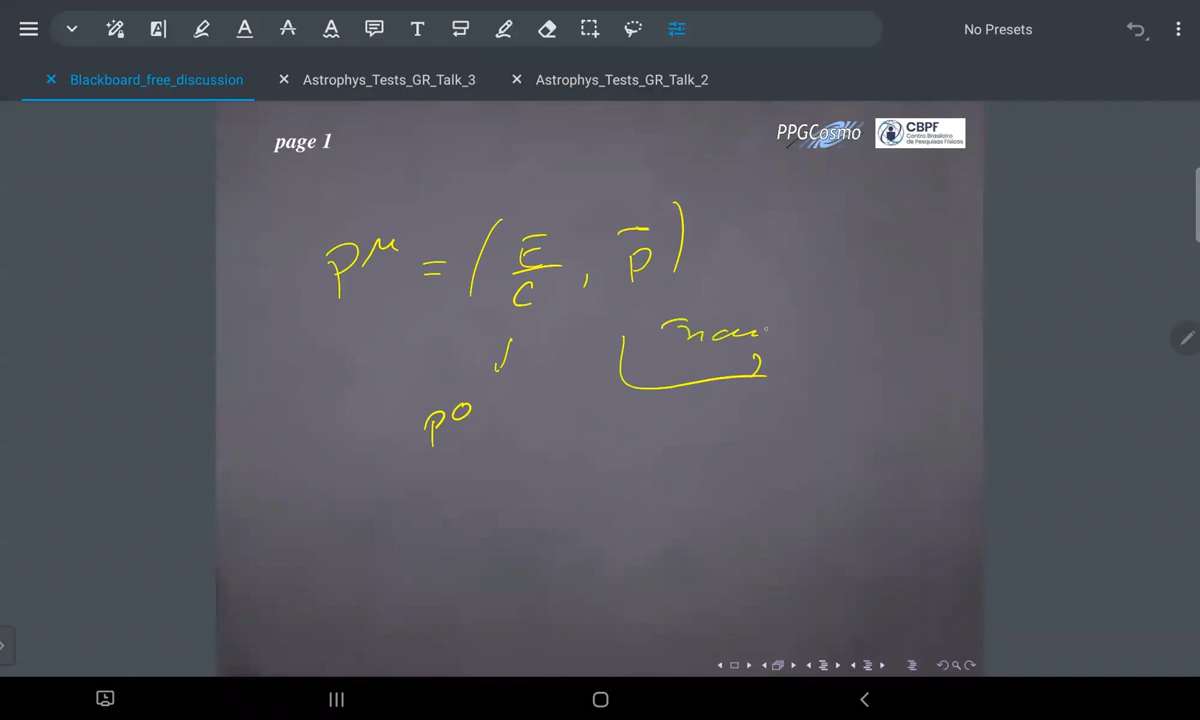 No Presets
Blackboard_free_discussion
Astrophys_Tests_GR_Talk_3
Astrophys_Tests_GR_Talk_2
page 1
PPGCosmo
CBPF
Centro Brasileiro
de Pesquisas Físicas
P^μ = (E/c, p̄)
p^0